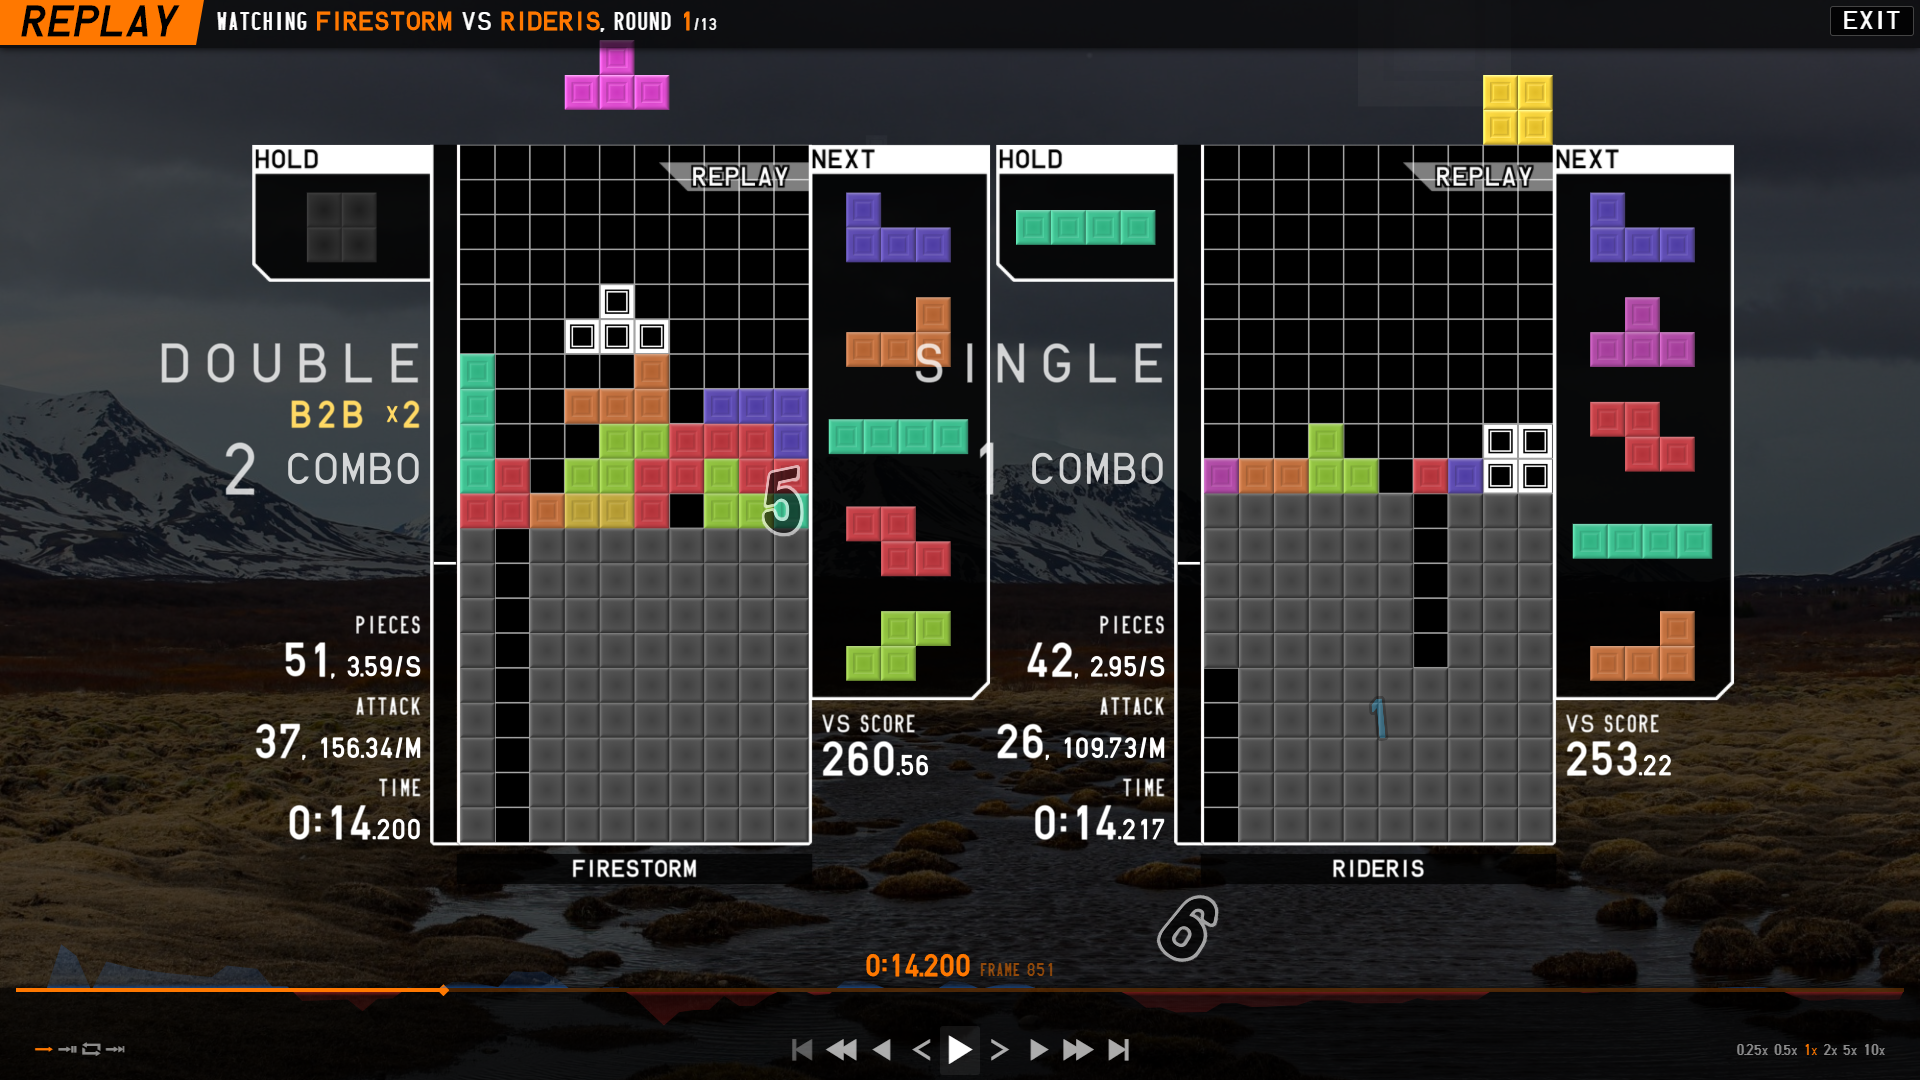 REPLAY
WATCHING FIRESTORM VS RIDERIS, ROUND 1/13
EXIT
HOLD
REPLAY
NEXT
DOUBLE
B2B x2
2 COMBO
5
PIECES
51, 3.59/S
ATTACK
37, 156.34/M
TIME
0:14.200
VS SCORE
260.56
FIRESTORM
HOLD
REPLAY
NEXT
SINGLE
1 COMBO
PIECES
42, 2.95/S
ATTACK
26, 109.73/M
TIME
0:14.217
1
VS SCORE
253.22
RIDERIS
6
0:14.200 FRAME 851
0.25x 0.5x 1x 2x 5x 10x